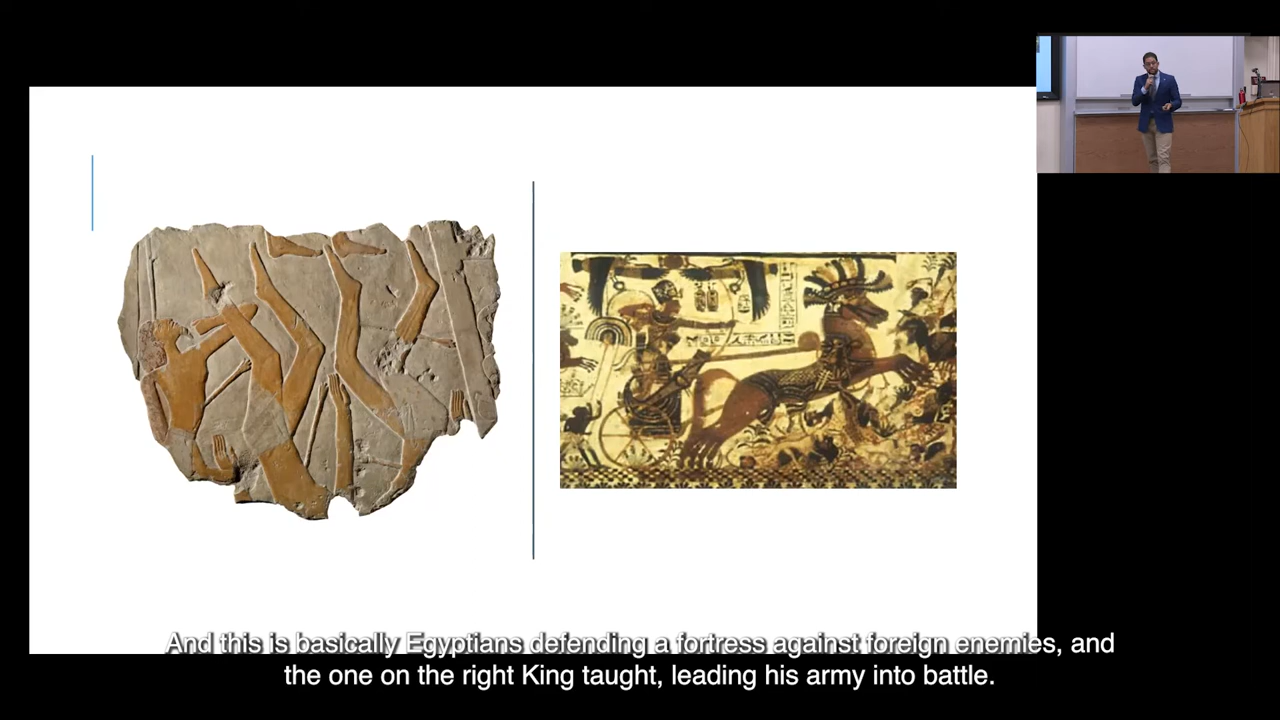 And this is basically Egyptians defending a fortress against foreign enemies, and
the one on the right King taught, leading his army into battle.